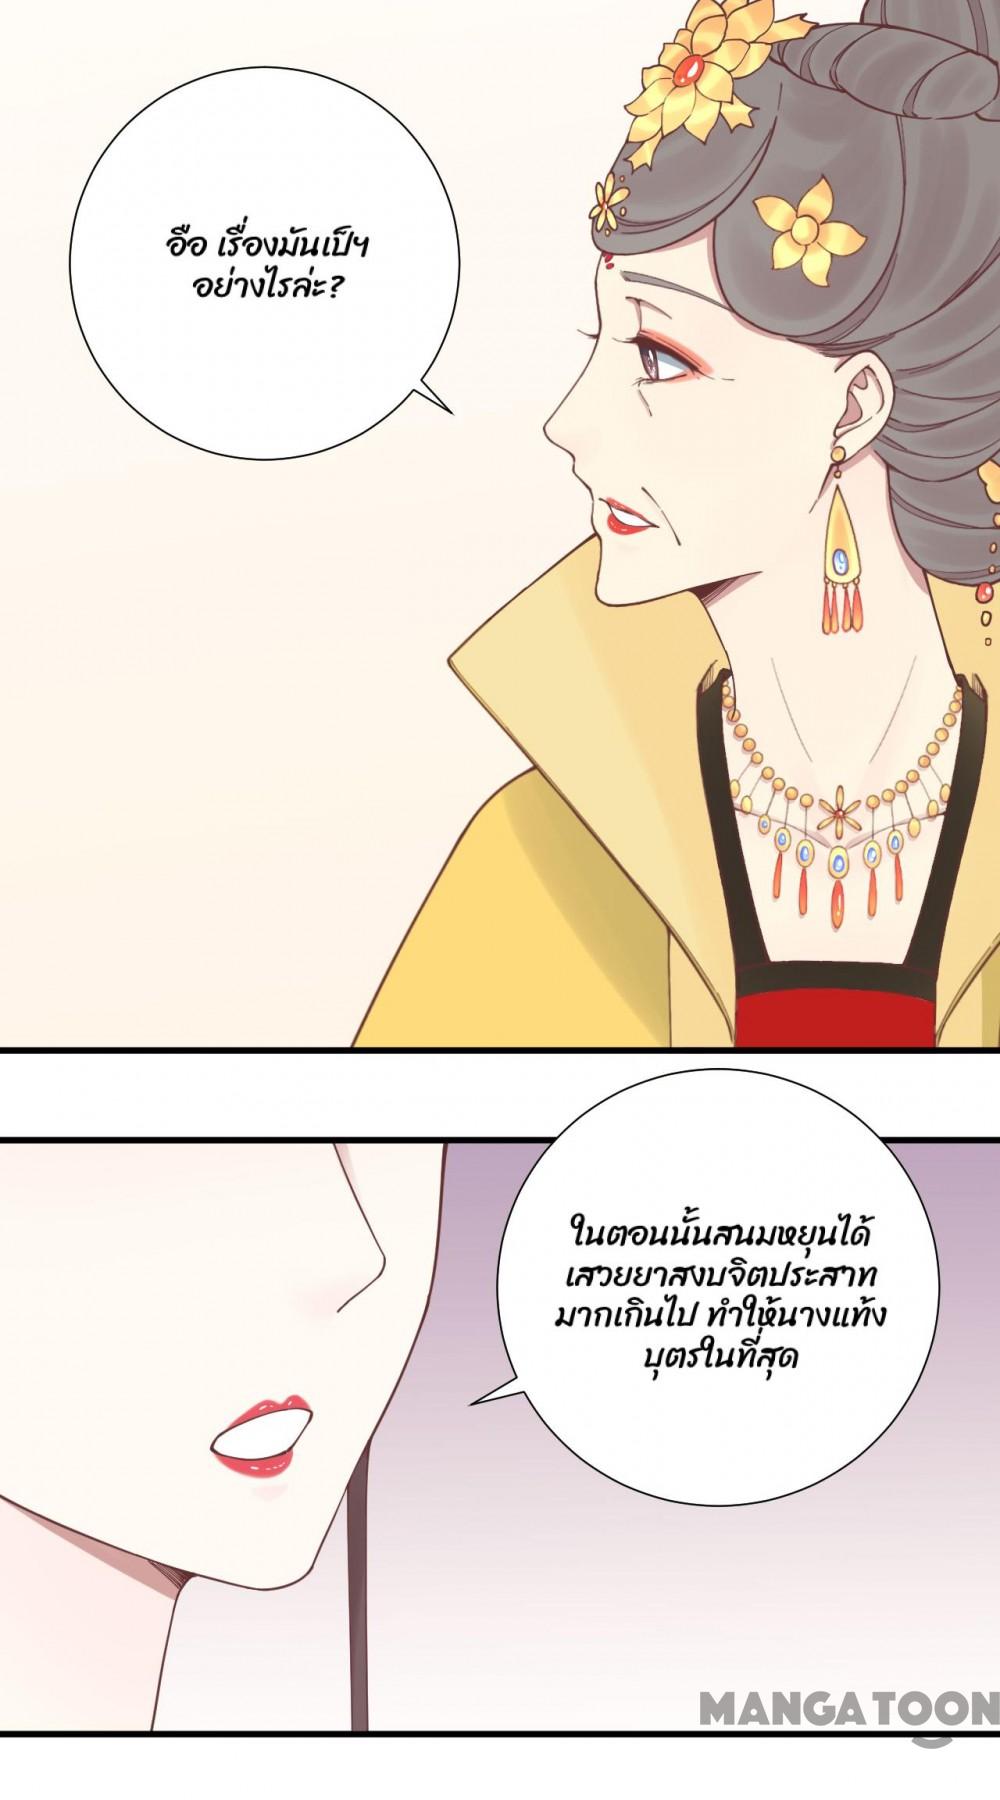 อือ เรื่องมันเป็ฯ
อย่างไรล่ะ?
ในตอนนั้นสนมหยุนได้
เสวยยาสงบจิตประสาท
มากเกินไป ทำให้นางแท้ง
บุตรในที่สุด
MANGATOON